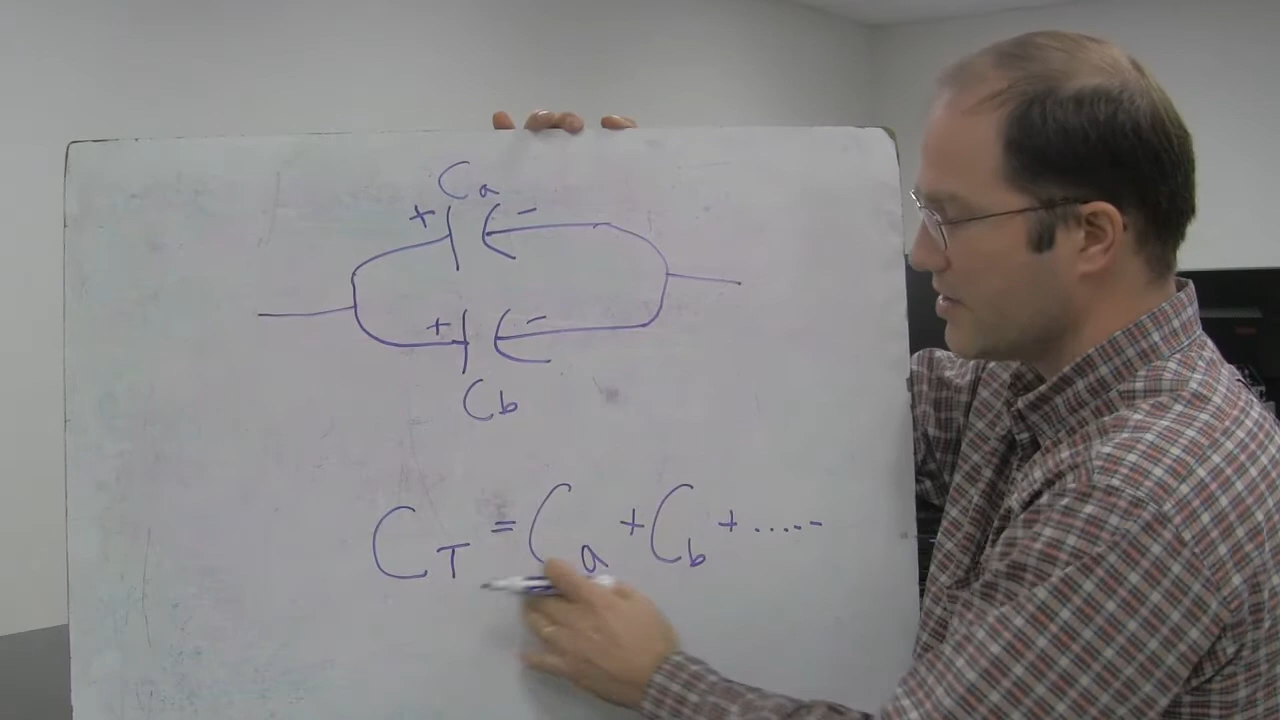 Ca
+ -
+ -
Cb
CT = Ca + Cb + .....